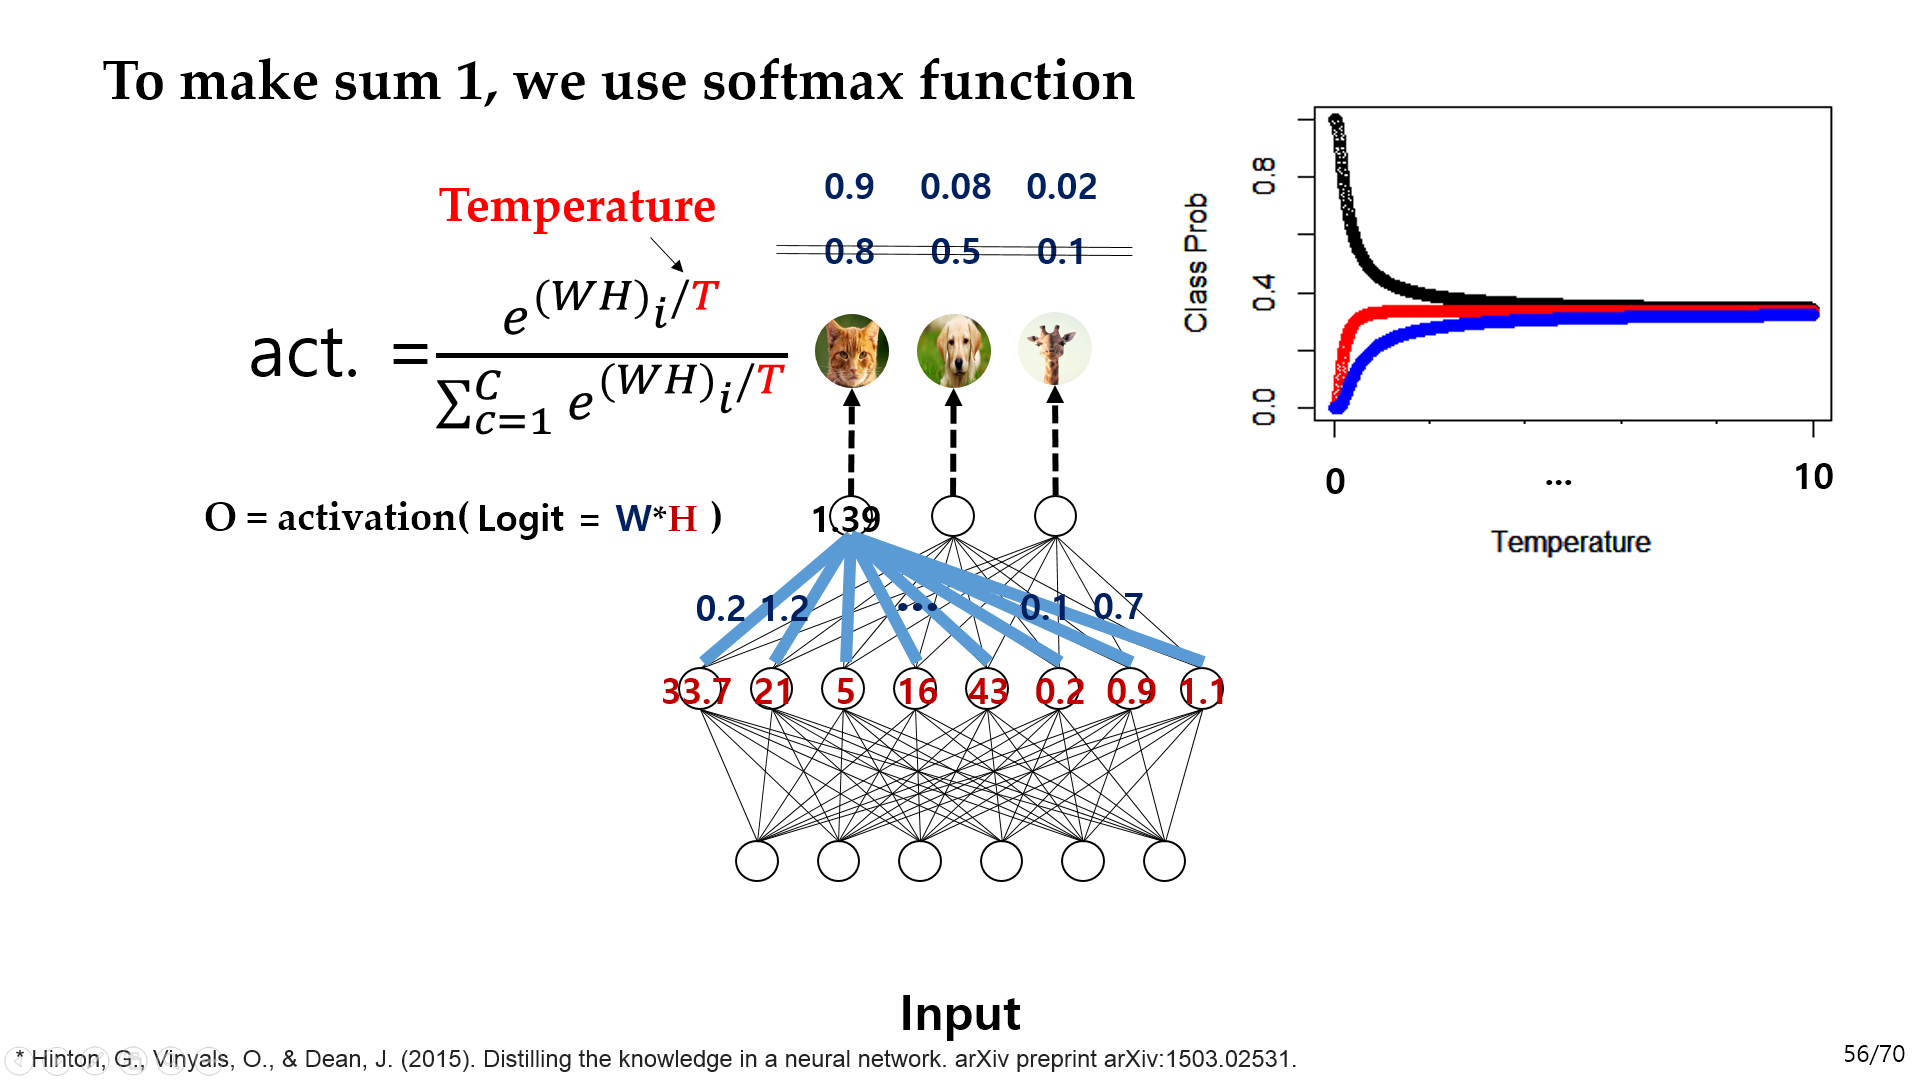 To make sum 1, we use softmax function
Temperature
act. = e^{(WH)_i/T} / ∑_{c=1}^{C} e^{(WH)_i/T}
0.9 0.08 0.02
0.8 0.5 0.1
O = activation( Logit = W*H )
1.39
0.2 1.2 ... 0.1 0.7
33.7 21 5 16 43 0.2 0.9 1.1
Input
Class Prob
0.8
0.4
0.0
0 ... 10
Temperature
* Hinton, G., Vinyals, O., & Dean, J. (2015). Distilling the knowledge in a neural network. arXiv preprint arXiv:1503.02531.
56/70